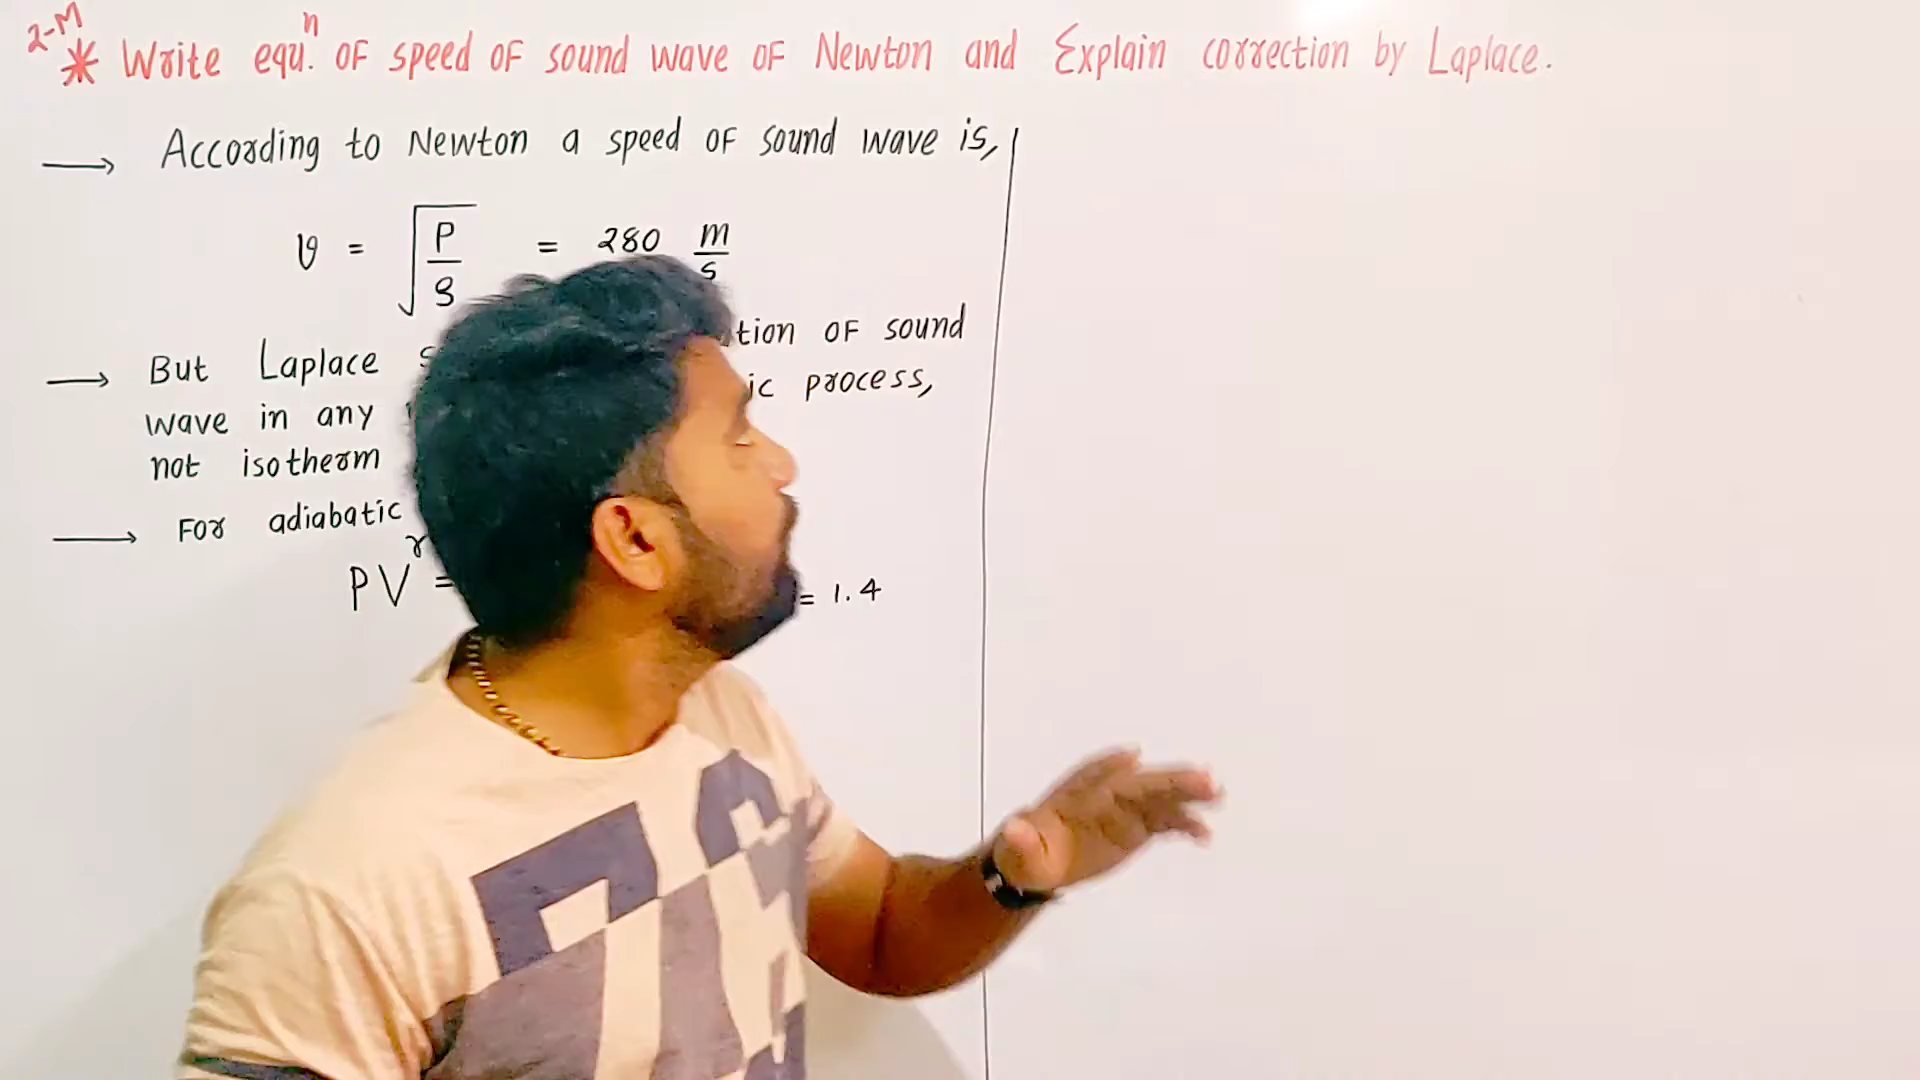 2-M
* Write equⁿ. OF speed OF sound wave OF Newton and Explain correction by Laplace.
→ According to Newton a speed OF sound wave is,
v = √(P/ρ) = 280 m/s
→ But Laplace tion OF sound
wave in any ic process,
not isotherm
→ For adiabatic
PV^γ = = 1.4